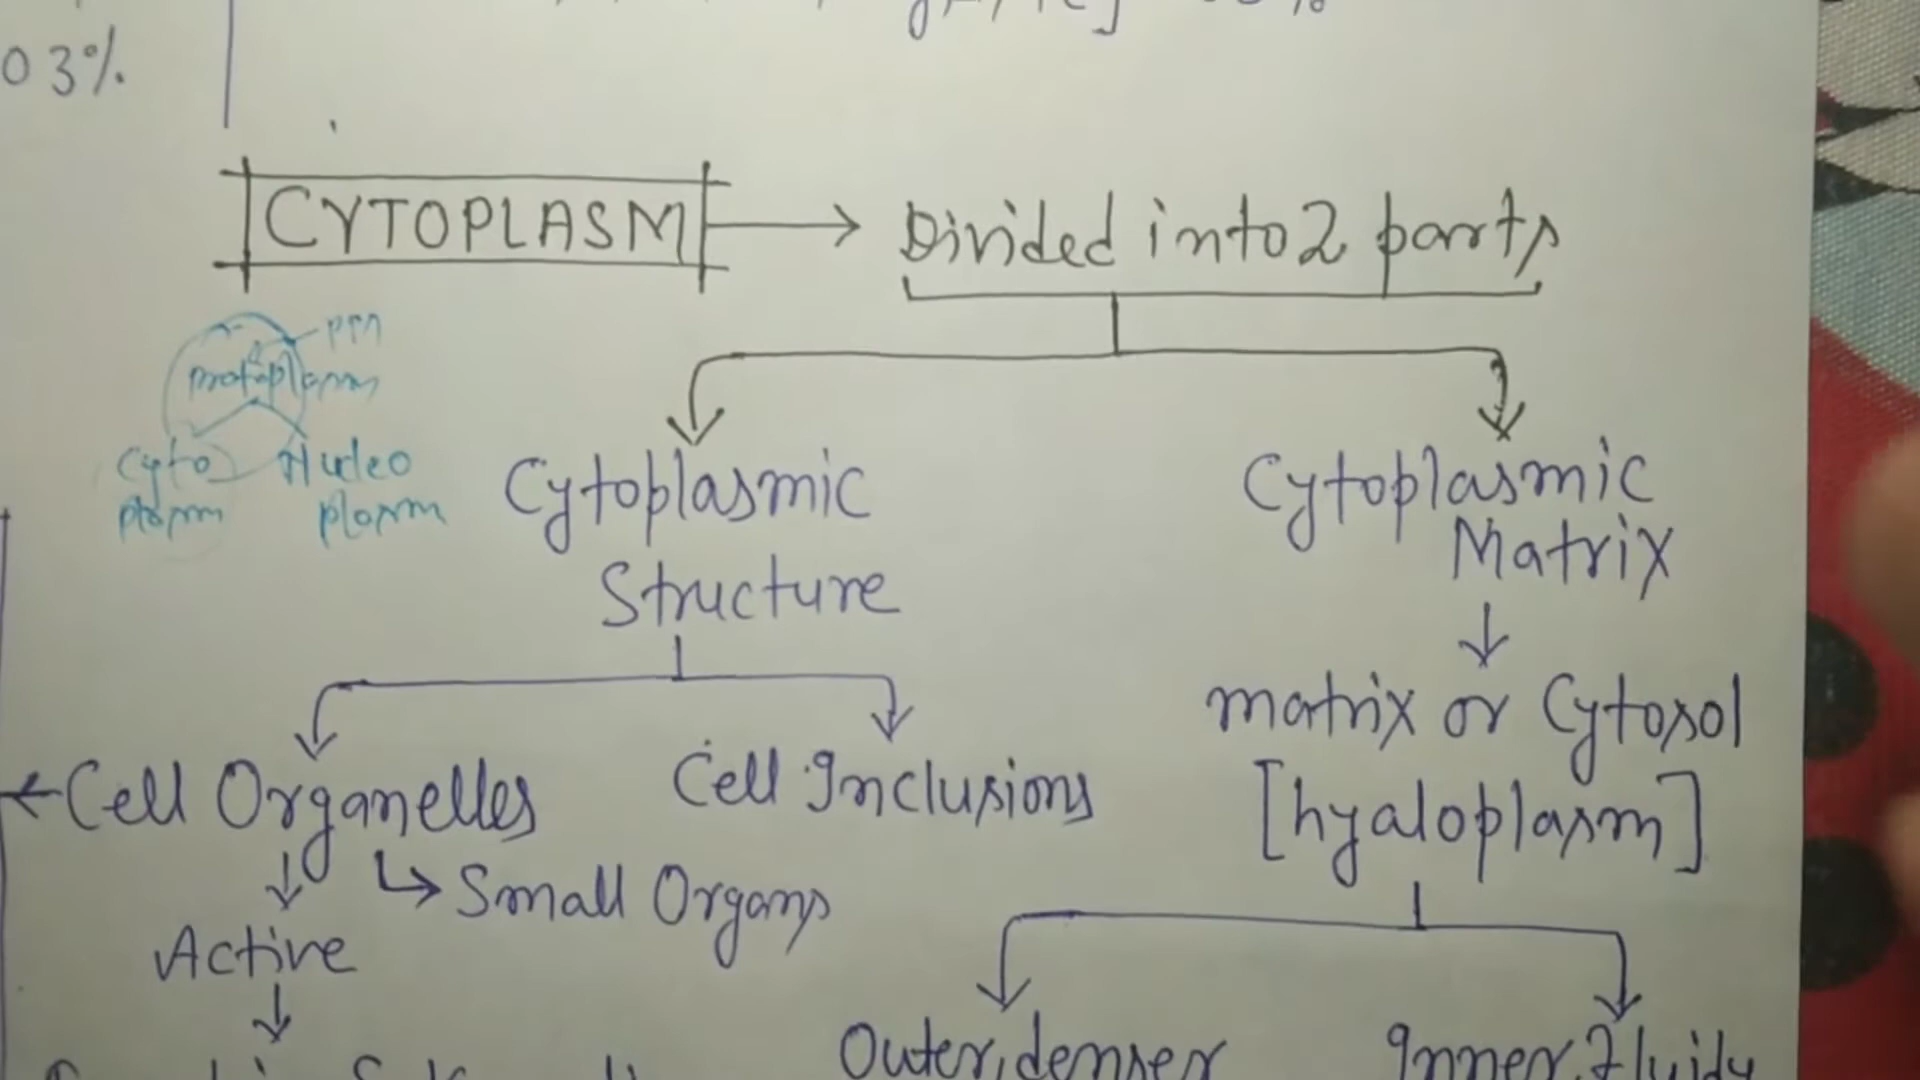 03%
CYTOPLASM → Divided into 2 parts
protoplasm
Cyto
plasm
Nucleo
plasm
Cytoplasmic
Structure
Cytoplasmic
Matrix
matrix or Cytosol
[hyaloplasm]
←Cell Organelles
Cell Inclusions
Small Organs
Active
Outer, denser
Inner, Fluidy